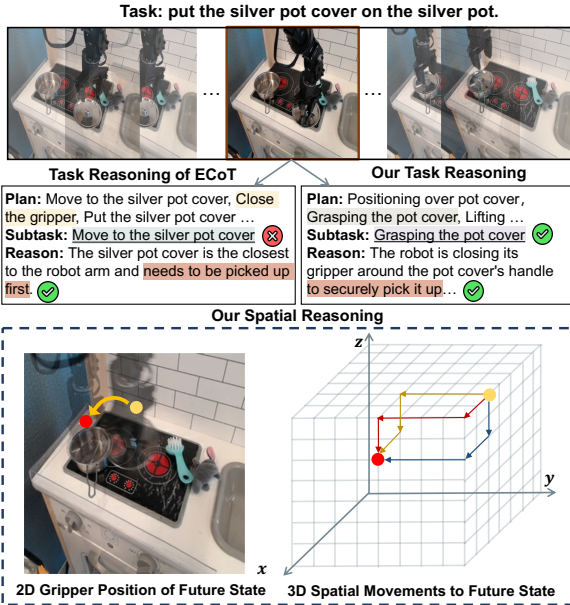 Task: put the silver pot cover on the silver pot.
... ...
Task Reasoning of ECoT
Plan: Move to the silver pot cover, Close
the gripper, Put the silver pot cover ...
Subtask: Move to the silver pot cover
Reason: The silver pot cover is the closest
to the robot arm and needs to be picked up
first.
Our Task Reasoning
Plan: Positioning over pot cover,
Grasping the pot cover, Lifting ...
Subtask: Grasping the pot cover
Reason: The robot is closing its
gripper around the pot cover's handle
to securely pick it up...
Our Spatial Reasoning
z
y
x
2D Gripper Position of Future State
3D Spatial Movements to Future State